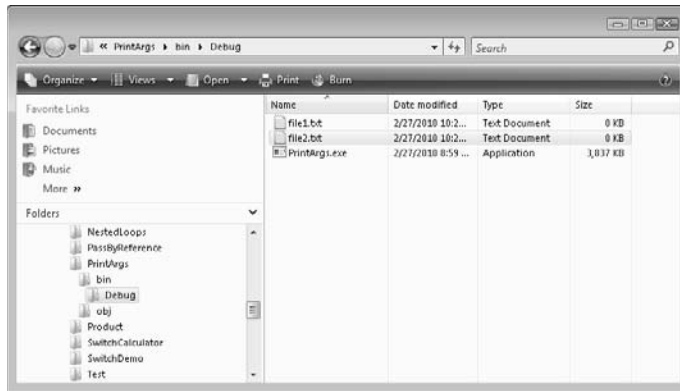 « PrintArgs ▸ bin ▸ Debug
Search
Organize Views Open Print Burn
Favorite Links
Documents
Pictures
Music
More »
Folders
NestedLoops
PassByReference
PrintArgs
bin
Debug
obj
Product
SwitchCalculator
SwitchDemo
Test
Name Date modified Type Size
file1.txt 2/27/2010 10:2... Text Document 0 KB
file2.txt 2/27/2010 10:2... Text Document 0 KB
PrintArgs.exe 2/27/2010 8:59 ... Application 3,837 KB